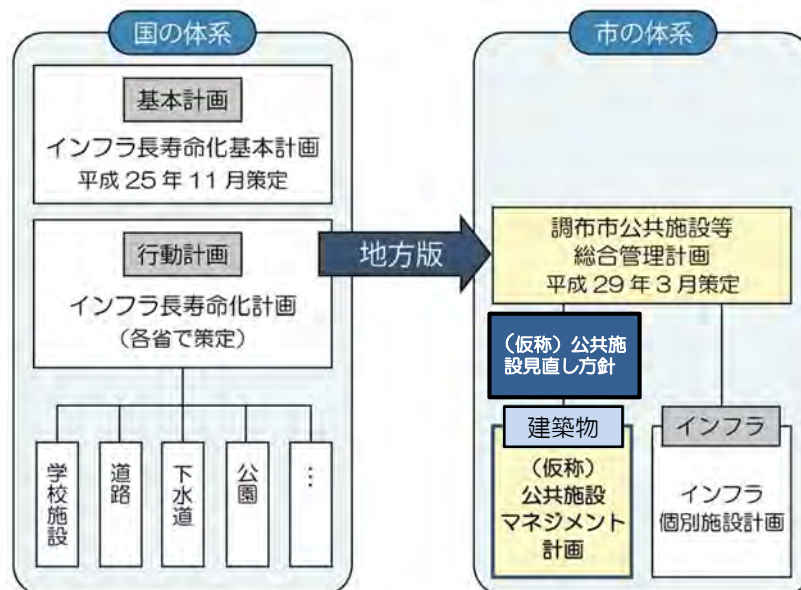 国の体系
基本計画
インフラ長寿命化基本計画
平成 25 年 11 月策定
行動計画
インフラ長寿命化計画
（各省で策定）
学校施設
道路
下水道
公園
…
地方版
市の体系
調布市公共施設等
総合管理計画
平成 29 年 3 月策定
（仮称）公共施
設見直し方針
建築物
（仮称）
公共施設
マネジメント
計画
インフラ
インフラ
個別施設計画